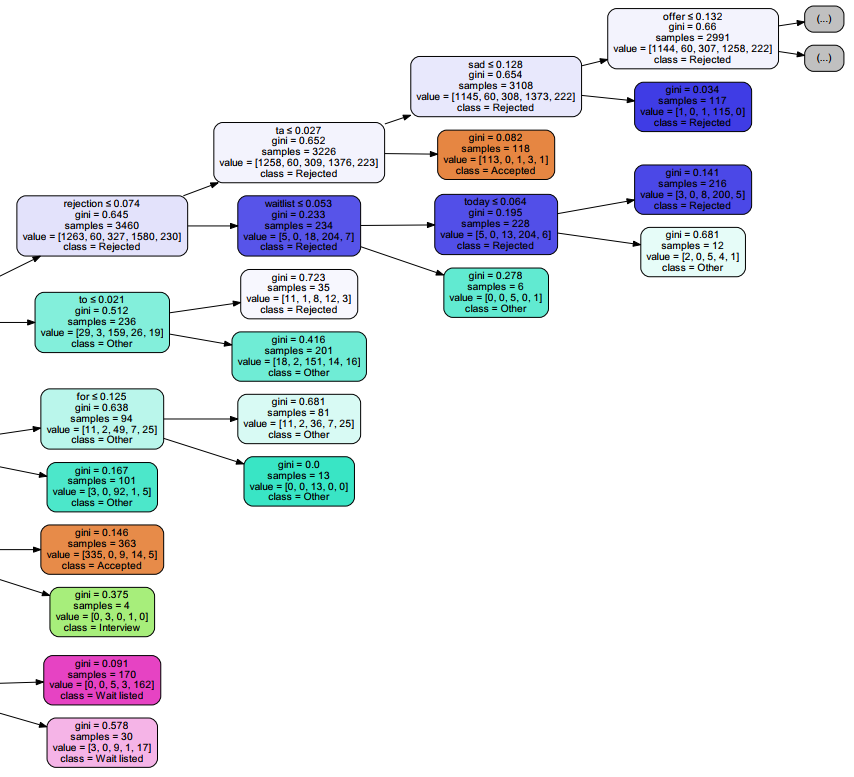 offer ≤ 0.132
gini = 0.66
samples = 2991
value = [1144, 60, 307, 1258, 222]
class = Rejected
(...)
(...)
sad ≤ 0.128
gini = 0.654
samples = 3108
value = [1145, 60, 308, 1373, 222]
class = Rejected
gini = 0.034
samples = 117
value = [1, 0, 1, 115, 0]
class = Rejected
ta ≤ 0.027
gini = 0.652
samples = 3226
value = [1258, 60, 309, 1376, 223]
class = Rejected
gini = 0.082
samples = 118
value = [113, 0, 1, 3, 1]
class = Accepted
rejection ≤ 0.074
gini = 0.645
samples = 3460
value = [1263, 60, 327, 1580, 230]
class = Rejected
waitlist ≤ 0.053
gini = 0.233
samples = 234
value = [5, 0, 18, 204, 7]
class = Rejected
today ≤ 0.064
gini = 0.195
samples = 228
value = [5, 0, 13, 204, 6]
class = Rejected
gini = 0.141
samples = 216
value = [3, 0, 8, 200, 5]
class = Rejected
gini = 0.681
samples = 12
value = [2, 0, 5, 4, 1]
class = Other
gini = 0.278
samples = 6
value = [0, 0, 5, 0, 1]
class = Other
to ≤ 0.021
gini = 0.512
samples = 236
value = [29, 3, 159, 26, 19]
class = Other
gini = 0.723
samples = 35
value = [11, 1, 8, 12, 3]
class = Rejected
gini = 0.416
samples = 201
value = [18, 2, 151, 14, 16]
class = Other
for ≤ 0.125
gini = 0.638
samples = 94
value = [11, 2, 49, 7, 25]
class = Other
gini = 0.681
samples = 81
value = [11, 2, 36, 7, 25]
class = Other
gini = 0.0
samples = 13
value = [0, 0, 13, 0, 0]
class = Other
gini = 0.167
samples = 101
value = [3, 0, 92, 1, 5]
class = Other
gini = 0.146
samples = 363
value = [335, 0, 9, 14, 5]
class = Accepted
gini = 0.375
samples = 4
value = [0, 3, 0, 1, 0]
class = Interview
gini = 0.091
samples = 170
value = [0, 0, 5, 3, 162]
class = Wait listed
gini = 0.578
samples = 30
value = [3, 0, 9, 1, 17]
class = Wait listed